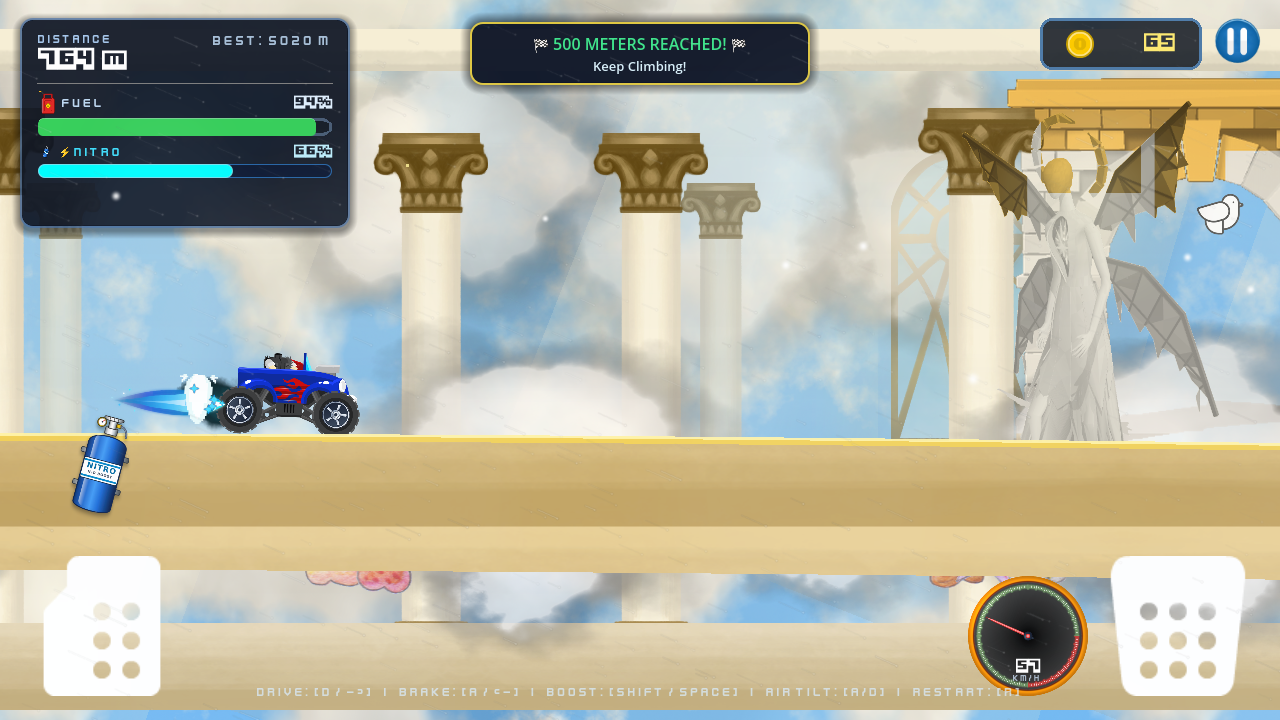 DISTANCE
BEST: 5020 M
764 m
FUEL
94%
NITRO
66%
500 METERS REACHED!
Keep Climbing!
65
NITRO
57
KM/H
DRIVE: [D / ->] | BRAKE: [A / <-] | BOOST: [SHIFT / SPACE] | AIR TILT: [A/D] | RESTART: [R]